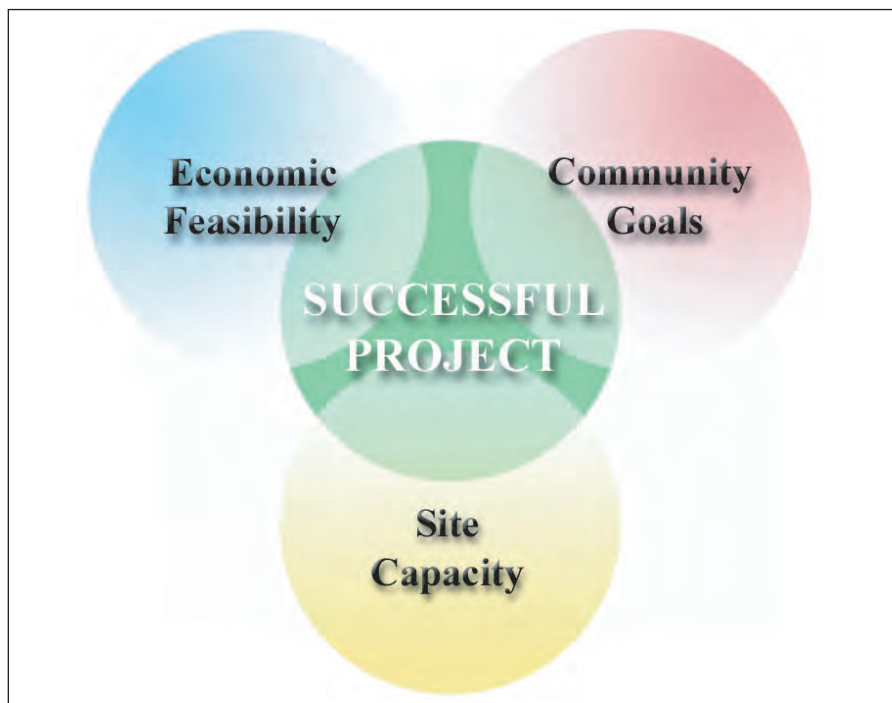 Economic
Feasibility
Community
Goals
SUCCESSFUL
PROJECT
Site
Capacity